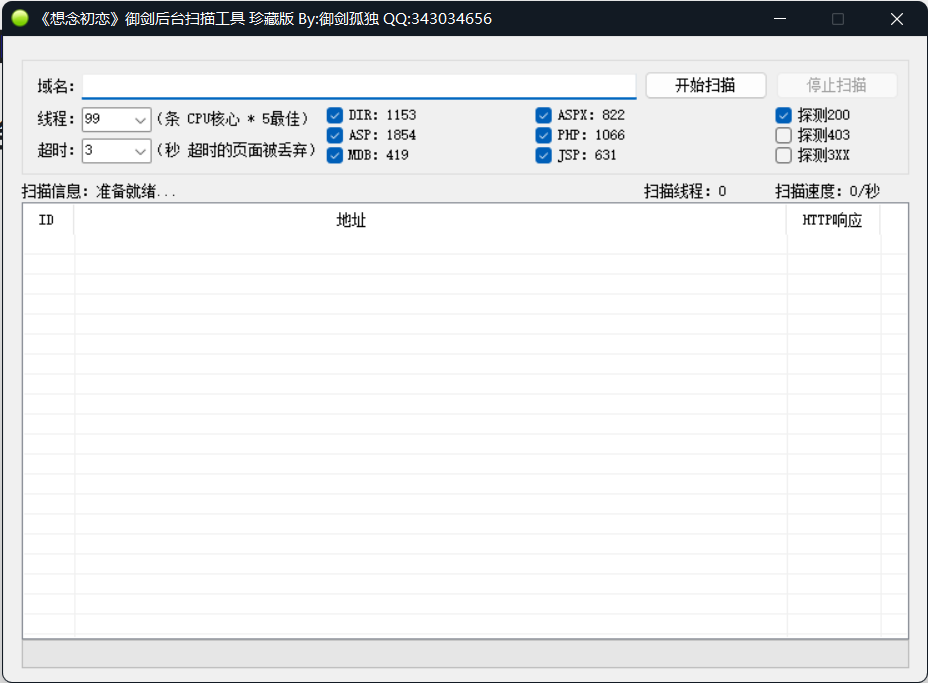 《想念初恋》御剑后台扫描工具 珍藏版 By:御剑孤独 QQ:343034656
域名: 开始扫描 停止扫描
线程: 99 (条 CPU核心 * 5最佳) DIR: 1153 ASPX: 822 探测200
ASP: 1854 PHP: 1066 探测403
超时: 3 (秒 超时的页面被丢弃) MDB: 419 JSP: 631 探测3XX
扫描信息: 准备就绪... 扫描线程: 0 扫描速度: 0/秒
ID 地址 HTTP响应